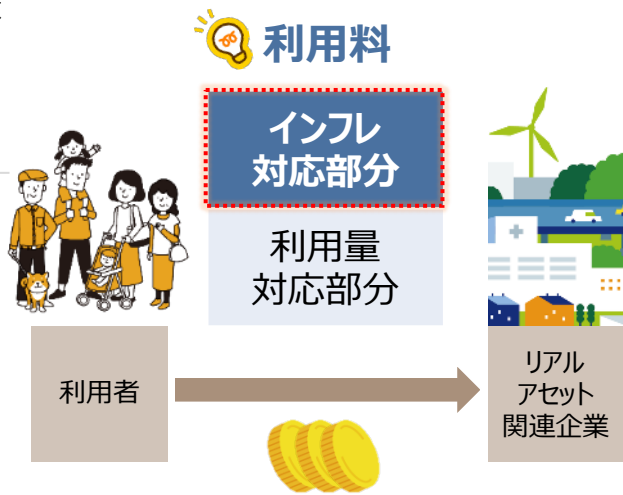 利用料
インフレ
対応部分
利用量
対応部分
利用者
リアル
アセット
関連企業